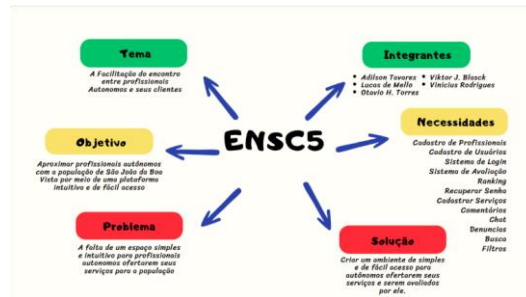 Tema
A Facilitação do encontro
entre profissionais
Autonomos e seus clientes
Integrantes
Adilson Tavares
Lucas de Mello
Otavio H. Torres
Viktor J. Bloock
Vinicius Rodrigues
Objetivo
Aproximar profissionais autônomos
com a população de São João da Boa
Vista por meio de uma plataforma
intuitivo e de fácil acesso
ENSC5
Necessidades
Cadastro de Profissionais
Cadastro de Usuários
Sistema de Login
Sistema de Avaliação
Ranking
Recuperar Senha
Cadastrar Serviços
Comentários
Chat
Denuncias
Busca
Filtros
Problema
A falta de um espaço simples
e intuitivo para profissionais
autonomos ofertarem seus
serviços para a população
Solução
Criar um ambiente de simples
e de fácil acesso para
autônomos ofertarem seus
serviços e serem avaliados
por ele.